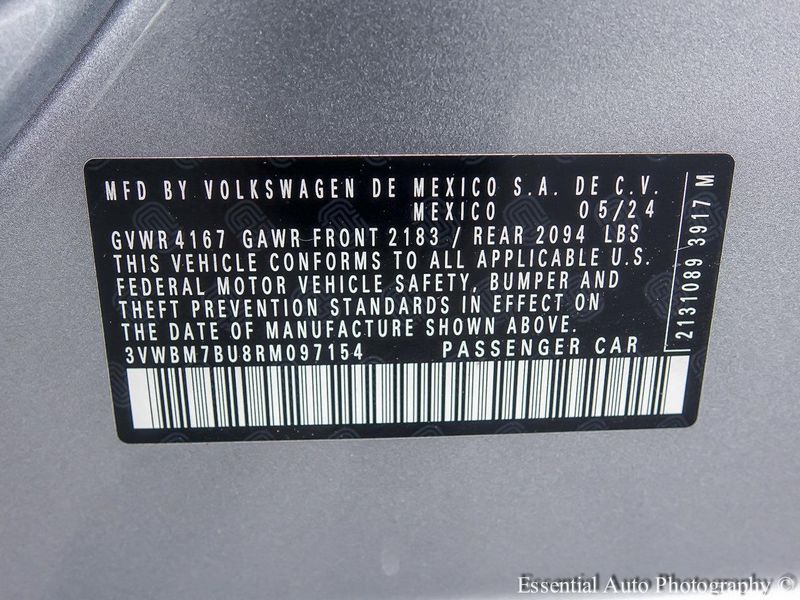 MFD BY VOLKSWAGEN DE MEXICO S.A. DE C.V.
MEXICO 05/24
GVWR 4167 GAWR FRONT 2183 / REAR 2094 LBS
THIS VEHICLE CONFORMS TO ALL APPLICABLE U.S.
FEDERAL MOTOR VEHICLE SAFETY, BUMPER AND
THEFT PREVENTION STANDARDS IN EFFECT ON
THE DATE OF MANUFACTURE SHOWN ABOVE.
3VWBM7BU8RM097154 PASSENGER CAR
2131089 3917 M
Essential Auto Photography ©